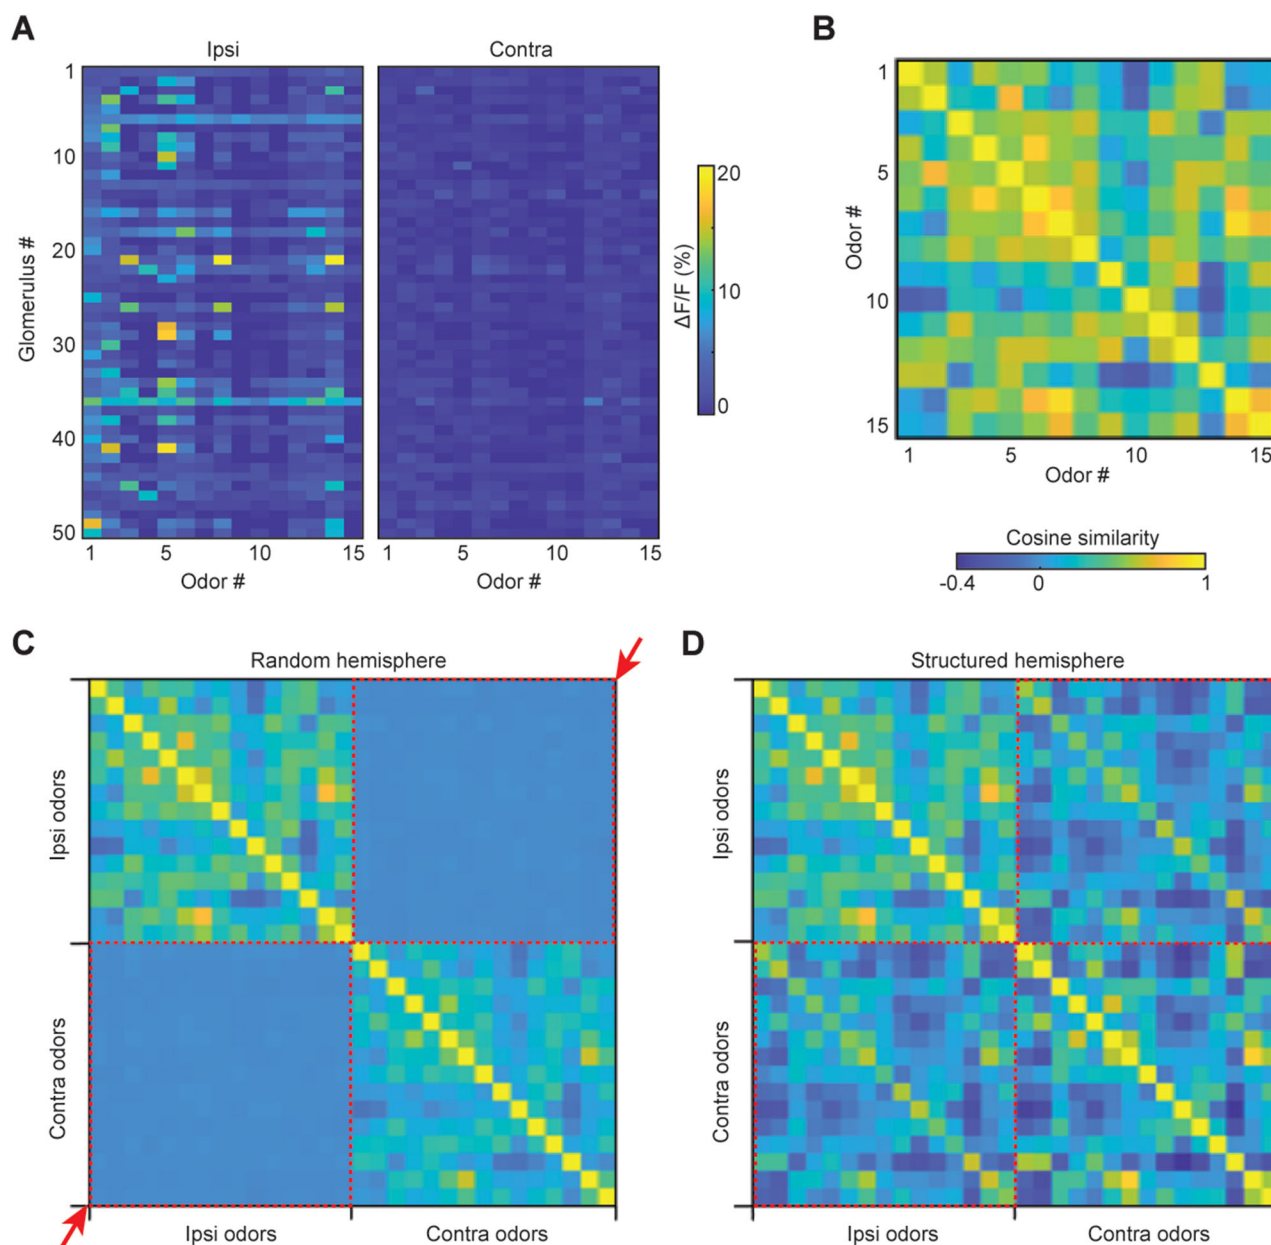 A
Ipsi
Contra
1
10
20
30
40
50
Glomerulus #
1
5
10
15
Odor #
1
5
10
15
Odor #
20
10
0
ΔF/F (%)
B
1
5
10
15
Odor #
1
5
10
15
Odor #
Cosine similarity
-0.4
0
1
C
Random hemisphere
Ipsi odors
Contra odors
Ipsi odors
Contra odors
D
Structured hemisphere
Ipsi odors
Contra odors
Ipsi odors
Contra odors